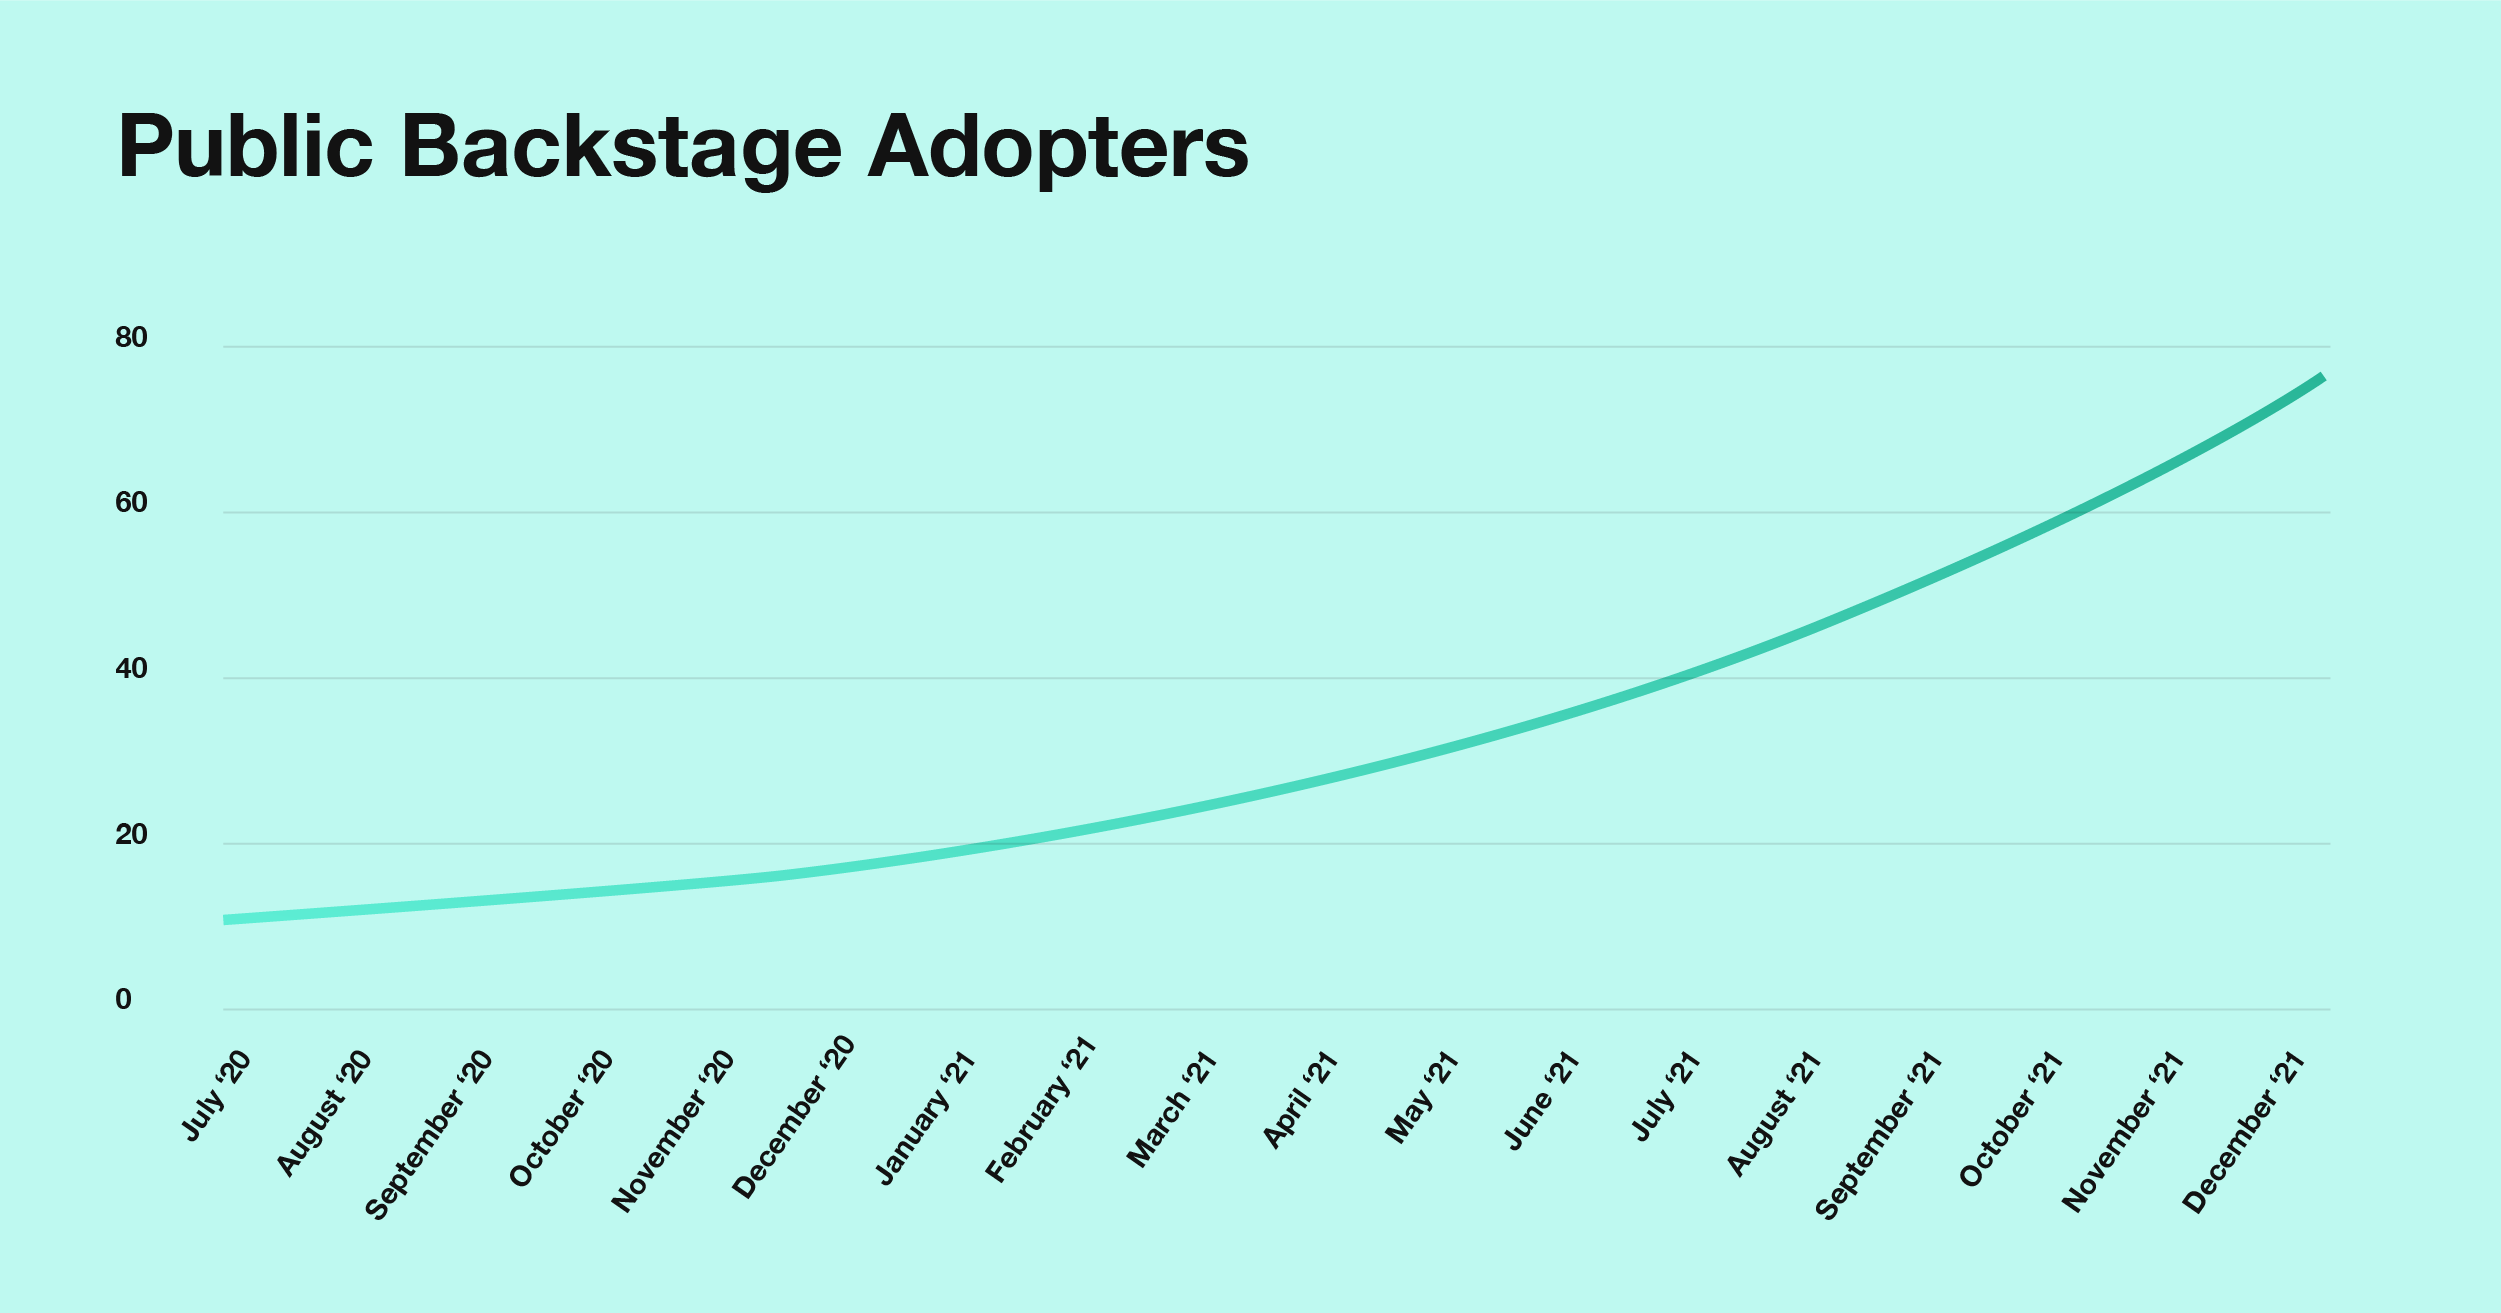 Public Backstage Adopters
80
60
40
20
0
July ‘20
August ‘20
September ‘20
October ‘20
November ‘20
December ‘20
January ‘21
February ‘21
March ‘21
April ‘21
May ‘21
June ‘21
July ‘21
August ‘21
September ‘21
October ‘21
November ‘21
December ‘21